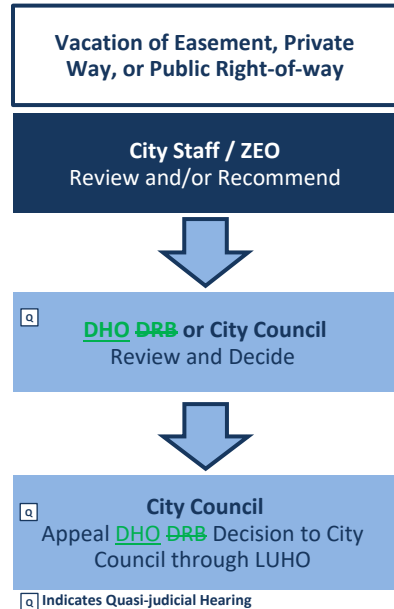 Vacation of Easement, Private
Way, or Public Right-of-way
City Staff / ZEO
Review and/or Recommend
Q
DHO DRB or City Council
Review and Decide
Q
City Council
Appeal DHO DRB Decision to City
Council through LUHO
Q Indicates Quasi-judicial Hearing